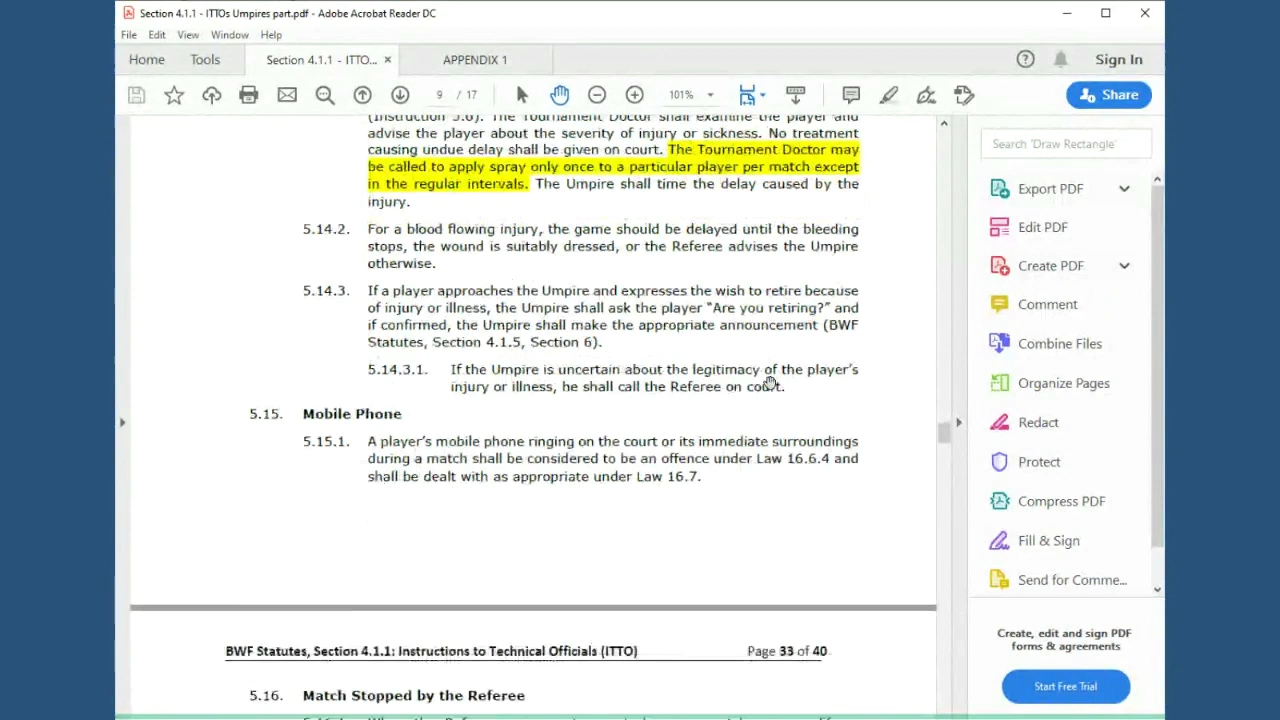 Section 4.1.1 - ITTOs Umpires part.pdf - Adobe Acrobat Reader DC
File Edit View Window Help
Home Tools Section 4.1.1 - ITTO... × APPENDIX 1 Sign In
9 / 17 101% Share
(Instruction 5.6). The Tournament Doctor shall examine the player and
advise the player about the severity of injury or sickness. No treatment
causing undue delay shall be given on court. The Tournament Doctor may
be called to apply spray only once to a particular player per match except
in the regular intervals. The Umpire shall time the delay caused by the
injury.
5.14.2. For a blood flowing injury, the game should be delayed until the bleeding
stops, the wound is suitably dressed, or the Referee advises the Umpire
otherwise.
5.14.3. If a player approaches the Umpire and expresses the wish to retire because
of injury or illness, the Umpire shall ask the player “Are you retiring?” and
if confirmed, the Umpire shall make the appropriate announcement (BWF
Statutes, Section 4.1.5, Section 6).
5.14.3.1. If the Umpire is uncertain about the legitimacy of the player’s
injury or illness, he shall call the Referee on court.
5.15. Mobile Phone
5.15.1. A player’s mobile phone ringing on the court or its immediate surroundings
during a match shall be considered to be an offence under Law 16.6.4 and
shall be dealt with as appropriate under Law 16.7.
BWF Statutes, Section 4.1.1: Instructions to Technical Officials (ITTO) Page 33 of 40
5.16. Match Stopped by the Referee
Search 'Draw Rectangle'
Export PDF
Edit PDF
Create PDF
Comment
Combine Files
Organize Pages
Redact
Protect
Compress PDF
Fill & Sign
Send for Comme...
Create, edit and sign PDF
forms & agreements
Start Free Trial